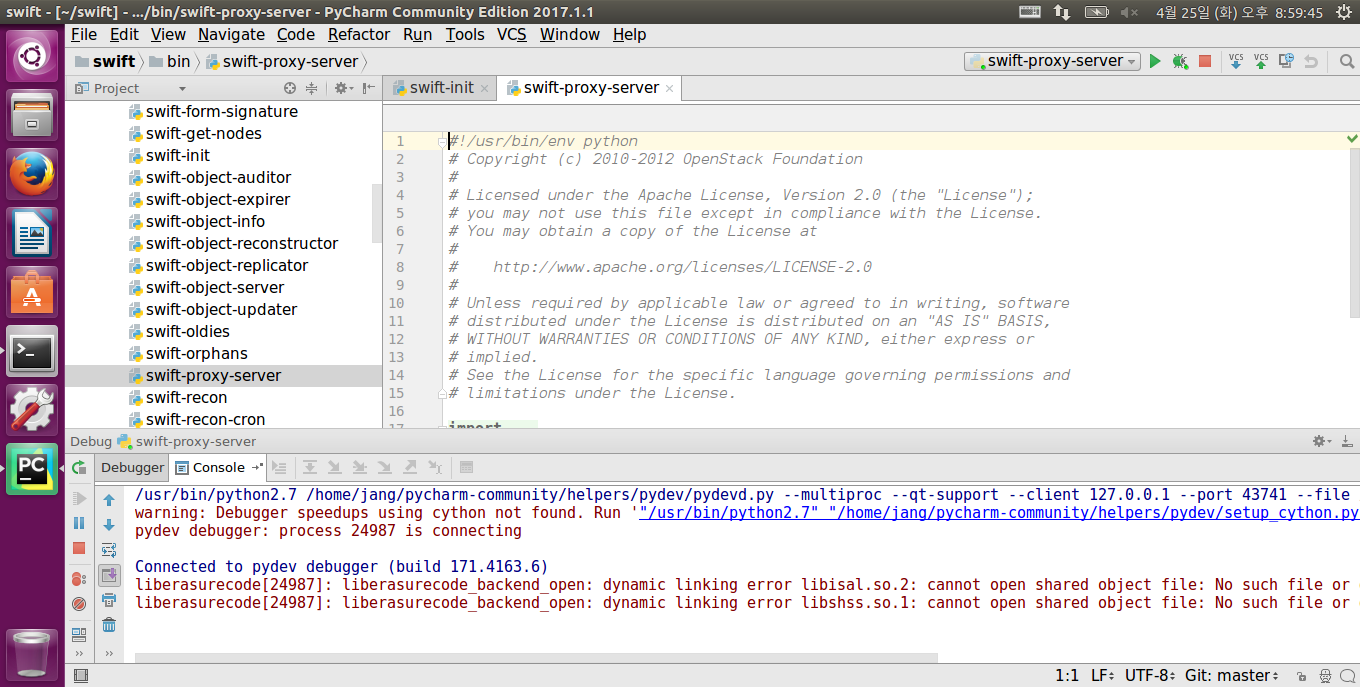 swift - [~/swift] - .../bin/swift-proxy-server - PyCharm Community Edition 2017.1.1
4월 25일 (화) 오후 8:59:45
File Edit View Navigate Code Refactor Run Tools VCS Window Help
swift bin swift-proxy-server
swift-proxy-server
VCS VCS
Project
swift-init
swift-proxy-server
swift-form-signature
swift-get-nodes
swift-init
swift-object-auditor
swift-object-expirer
swift-object-info
swift-object-reconstructor
swift-object-replicator
swift-object-server
swift-object-updater
swift-oldies
swift-orphans
swift-proxy-server
swift-recon
swift-recon-cron
1 #!/usr/bin/env python
2 # Copyright (c) 2010-2012 OpenStack Foundation
3 #
4 # Licensed under the Apache License, Version 2.0 (the "License");
5 # you may not use this file except in compliance with the License.
6 # You may obtain a copy of the License at
7 #
8 #    http://www.apache.org/licenses/LICENSE-2.0
9 #
10 # Unless required by applicable law or agreed to in writing, software
11 # distributed under the License is distributed on an "AS IS" BASIS,
12 # WITHOUT WARRANTIES OR CONDITIONS OF ANY KIND, either express or
13 # implied.
14 # See the License for the specific language governing permissions and
15 # limitations under the License.
16
17 import
Debug swift-proxy-server
Debugger Console
/usr/bin/python2.7 /home/jang/pycharm-community/helpers/pydev/pydevd.py --multiproc --qt-support --client 127.0.0.1 --port 43741 --file
warning: Debugger speedups using cython not found. Run '"/usr/bin/python2.7" "/home/jang/pycharm-community/helpers/pydev/setup_cython.py
pydev debugger: process 24987 is connecting
Connected to pydev debugger (build 171.4163.6)
liberasurecode[24987]: liberasurecode_backend_open: dynamic linking error libisal.so.2: cannot open shared object file: No such file or
liberasurecode[24987]: liberasurecode_backend_open: dynamic linking error libshss.so.1: cannot open shared object file: No such file or
PC
1:1 LF UTF-8 Git: master